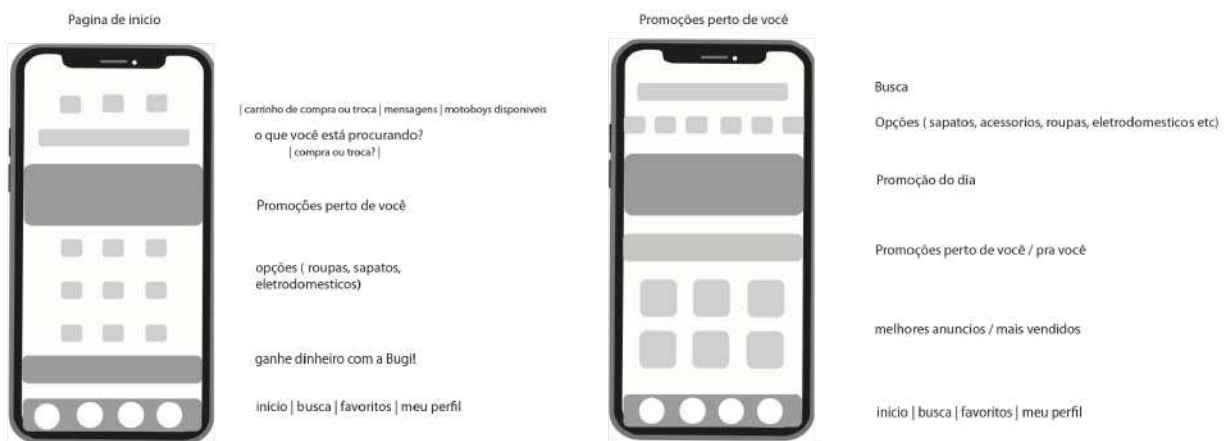 Pagina de inicio
| carrinho de compra ou troca | mensagens | motoboys disponiveis
o que você está procurando?
| compra ou troca? |
Promoções perto de você
opções ( roupas, sapatos,
eletrodomesticos)
ganhe dinheiro com a Bugi!
inicio | busca | favoritos | meu perfil
Promoções perto de você
Busca
Opções ( sapatos, acessorios, roupas, eletrodomesticos etc)
Promoção do dia
Promoções perto de você / pra você
melhores anuncios / mais vendidos
inicio | busca | favoritos | meu perfil